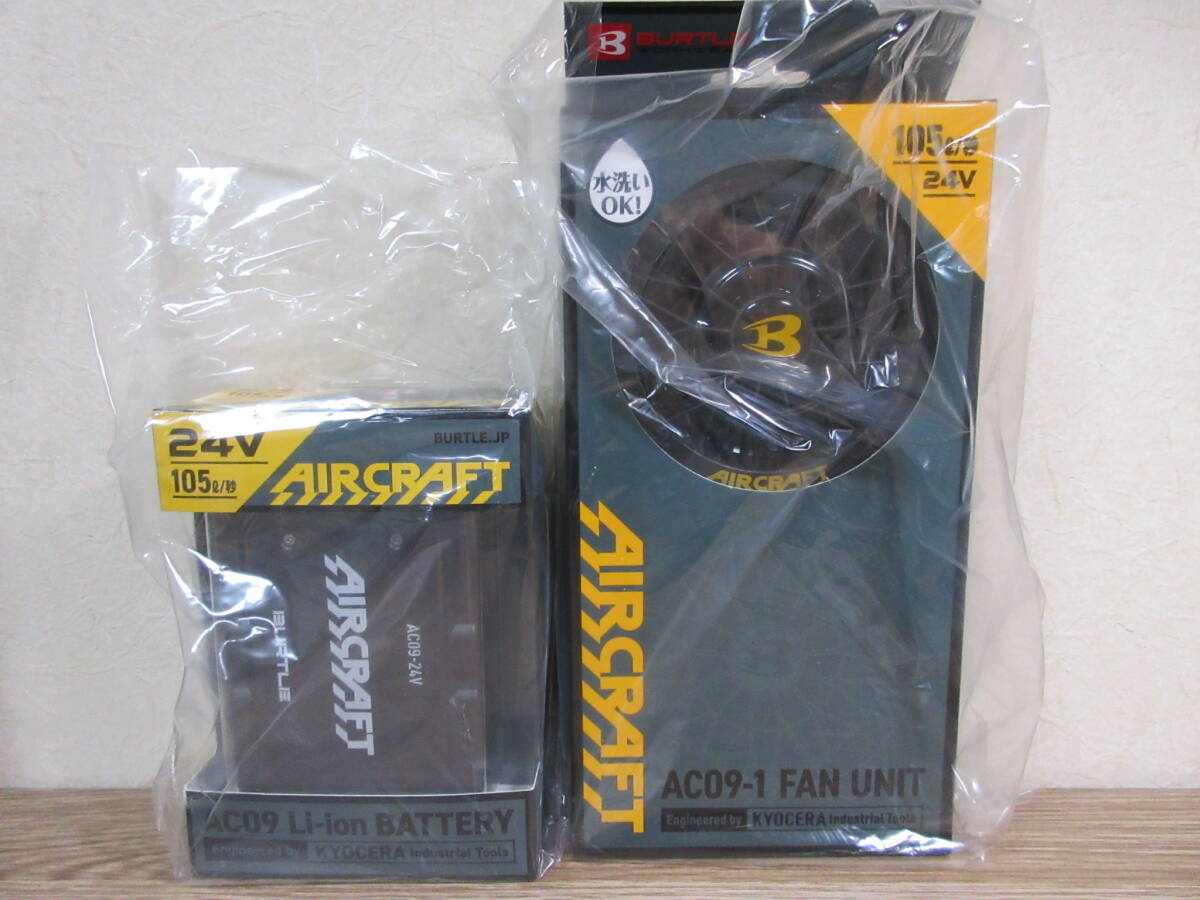 24V
105ℓ/秒
BURTLE.JP
AIRCRAFT
AIRCRAFT
BURTLE
AC09-24V
AC09 Li-ion BATTERY
Engineered by KYOCERA Industrial Tools
B BURTLE
水洗い
OK!
105ℓ/秒
24V
B
AIRCRAFT
AIRCRAFT
AC09-1 FAN UNIT
Engineered by KYOCERA Industrial Tools